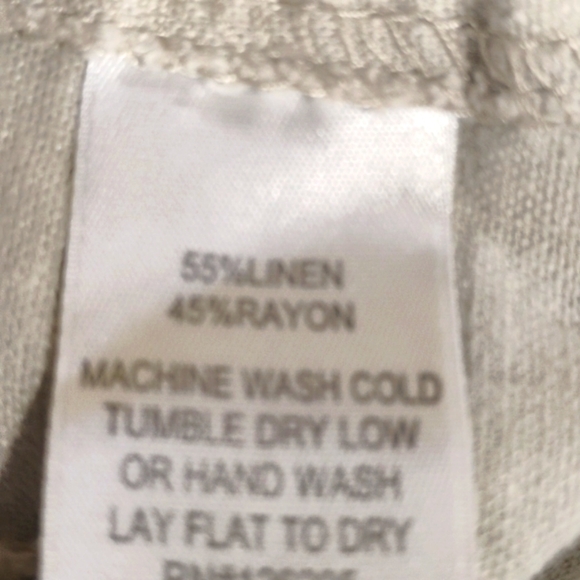 55%LINEN
45%RAYON
MACHINE WASH COLD
TUMBLE DRY LOW
OR HAND WASH
LAY FLAT TO DRY